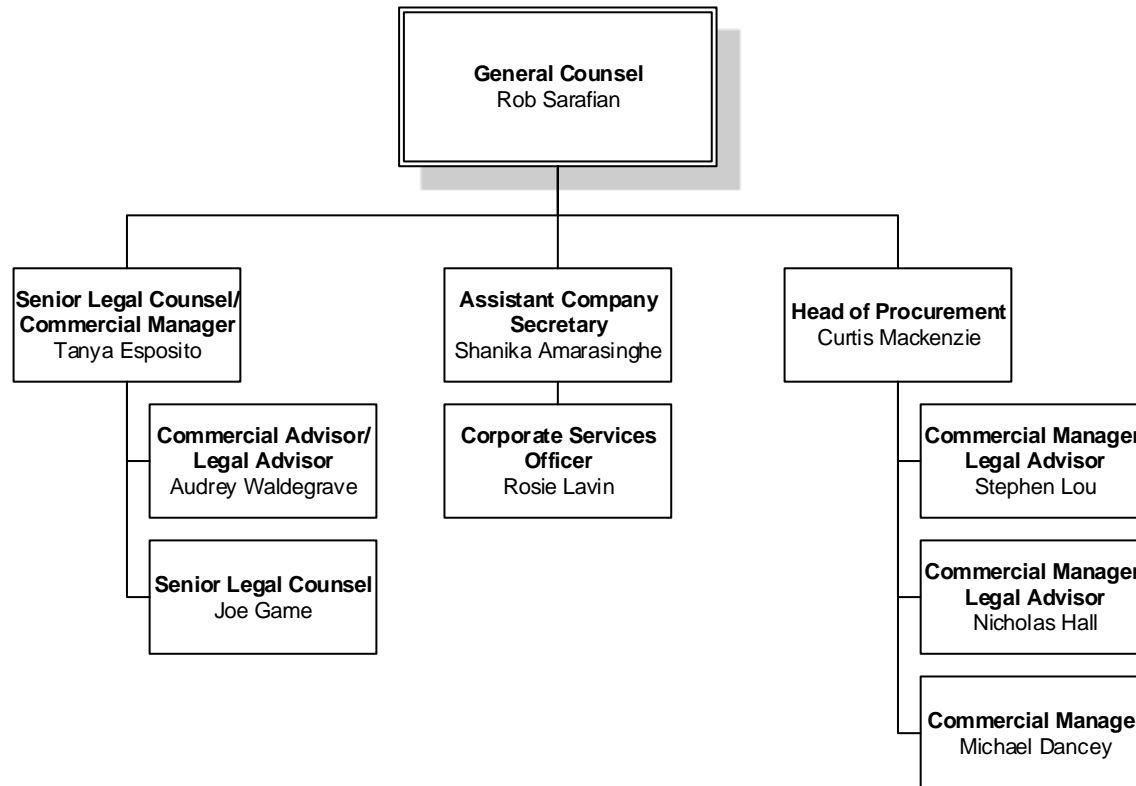 General Counsel
Rob Sarafian
Senior Legal Counsel/
Commercial Manager
Tanya Esposito
Assistant Company
Secretary
Shanika Amarasinghe
Head of Procurement
Curtis Mackenzie
Commercial Advisor/
Legal Advisor
Audrey Waldegrave
Corporate Services
Officer
Rosie Lavin
Commercial Manager
Legal Advisor
Stephen Lou
Senior Legal Counsel
Joe Game
Commercial Manager
Legal Advisor
Nicholas Hall
Commercial Manage
Michael Dancey